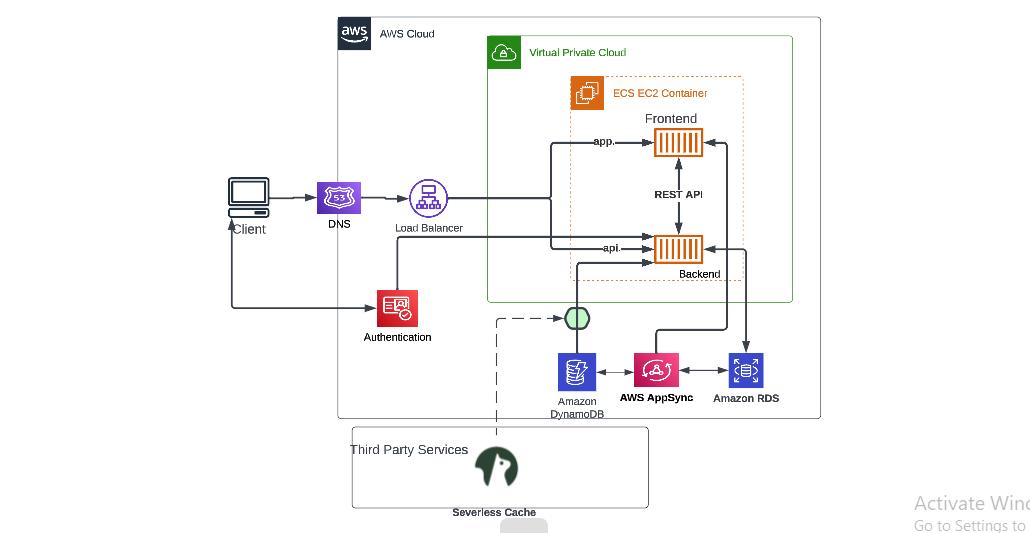 aws
AWS Cloud
Virtual Private Cloud
ECS EC2 Container
Frontend
app.
REST API
53
DNS
Client
Load Balancer
api.
Backend
Authentication
Amazon
DynamoDB
AWS AppSync
Amazon RDS
Third Party Services
Severless Cache
Activate Wind
Go to Settings to